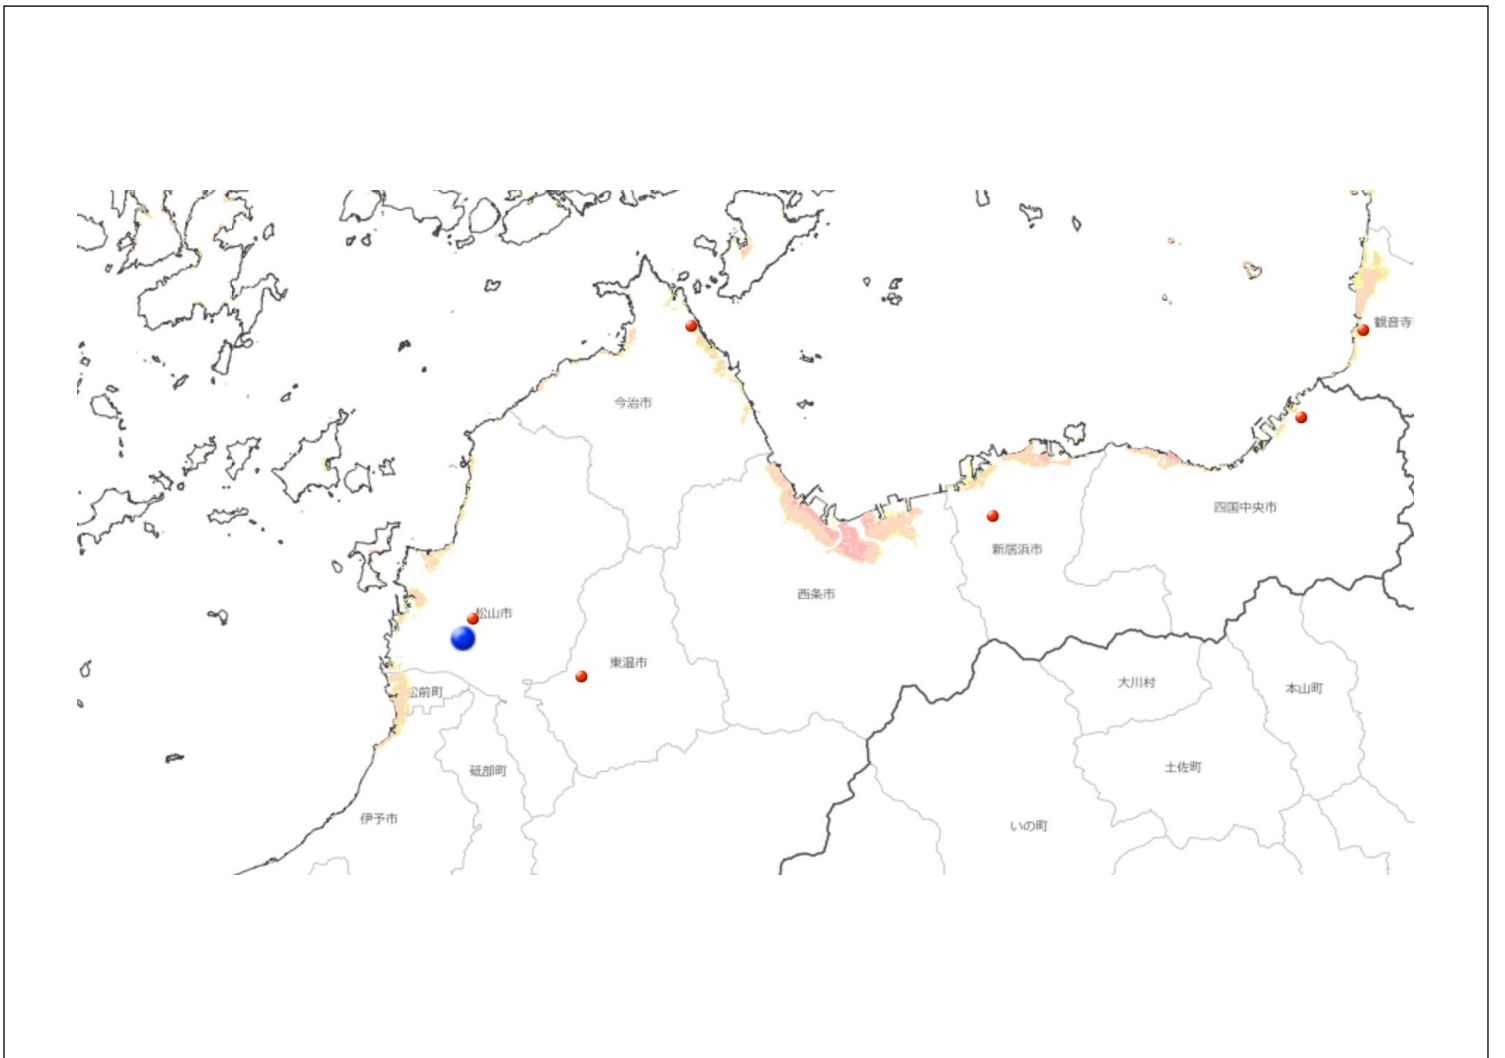 観音寺
今治市
四国中央市
新居浜市
西条市
松山市
東温市
大川村
本山町
松前町
砥部町
土佐町
伊予市
いの町